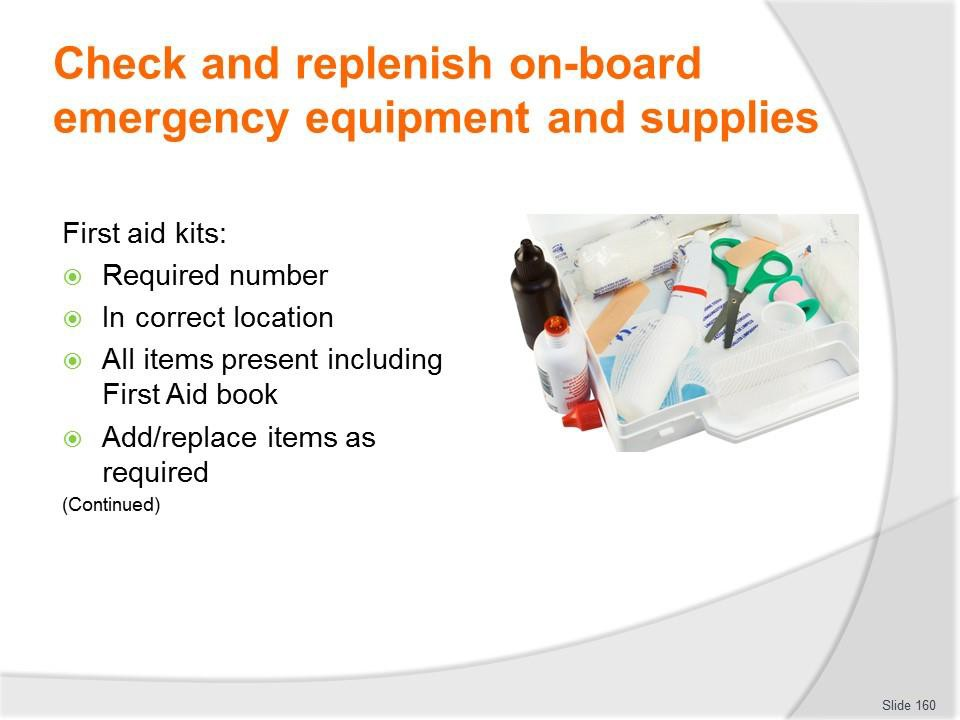 Check and replenish on-board
emergency equipment and supplies
First aid kits:
Required number
In correct location
All items present including
First Aid book
Add/replace items as
required
(Continued)
Slide 160